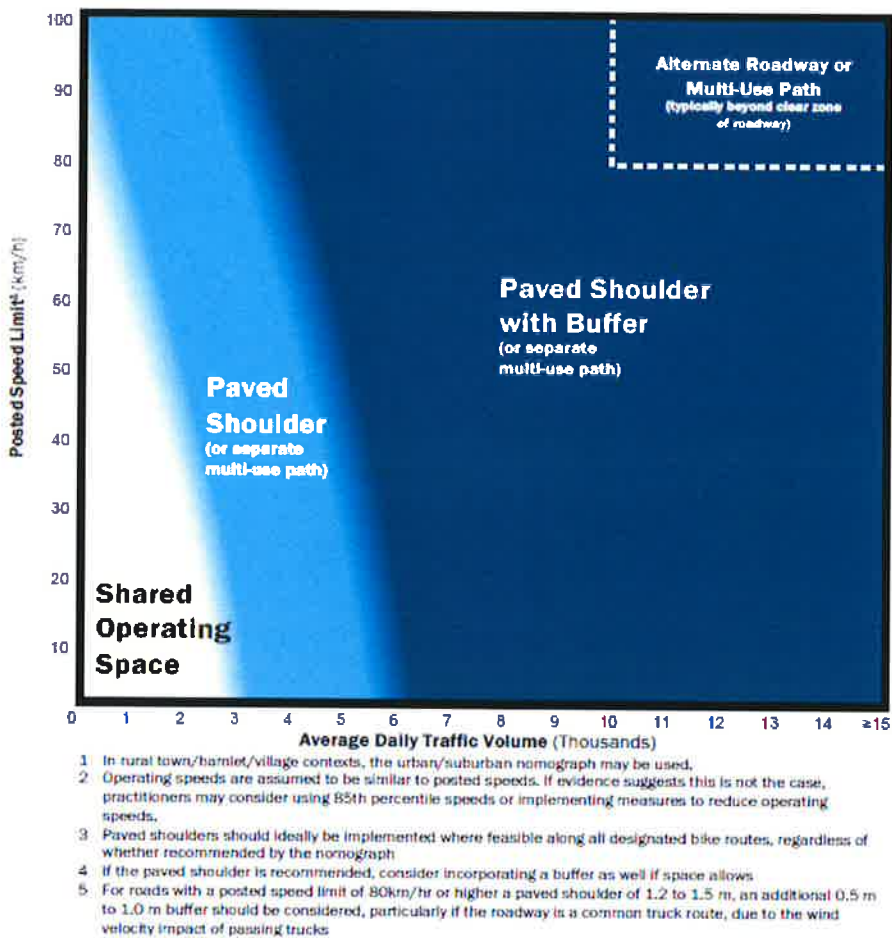 100
90
80
70
60
50
40
30
20
10
Posted Speed Limit² (km/h)
Alternate Roadway or
Multi-Use Path
(typically beyond clear zone
of roadway)
Paved Shoulder
with Buffer
(or separate
multi-use path)
Paved
Shoulder
(or separate
multi-use path)
Shared
Operating
Space
0 1 2 3 4 5 6 7 8 9 10 11 12 13 14 ≥15
Average Daily Traffic Volume (Thousands)
1 In rural town/hamlet/village contexts, the urban/suburban nomograph may be used.
2 Operating speeds are assumed to be similar to posted speeds. If evidence suggests this is not the case,
practitioners may consider using 85th percentile speeds or implementing measures to reduce operating
speeds.
3 Paved shoulders should ideally be implemented where feasible along all designated bike routes, regardless of
whether recommended by the nomograph
4 If the paved shoulder is recommended, consider incorporating a buffer as well if space allows
5 For roads with a posted speed limit of 80km/hr or higher a paved shoulder of 1.2 to 1.5 m, an additional 0.5 m
to 1.0 m buffer should be considered, particularly if the roadway is a common truck route, due to the wind
velocity impact of passing trucks